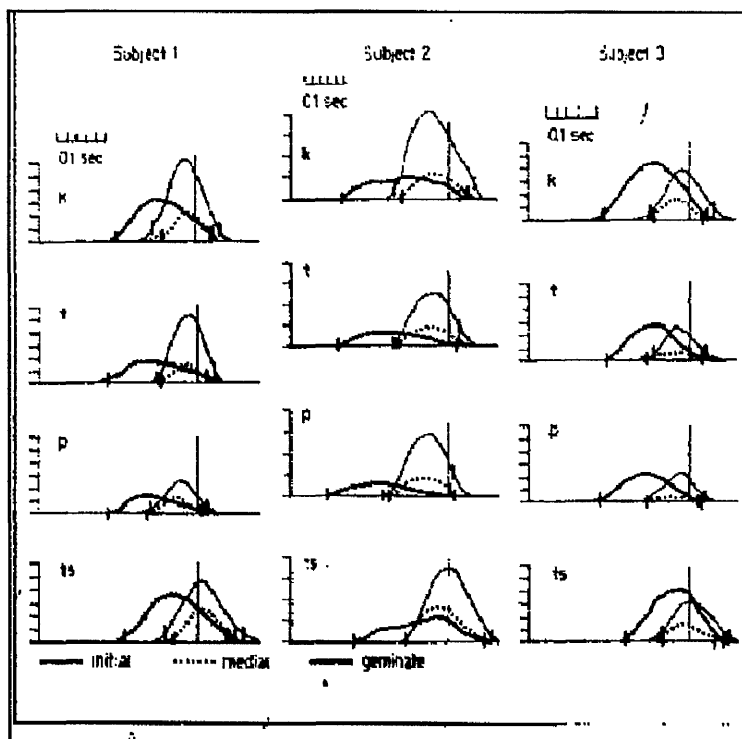 Subject 1
Subject 2
Subject 3
0.1 sec
0.1 sec
0.1 sec
k
k
k
t
t
t
p
p
p
ts
ts
ts
initial
medial
geminate